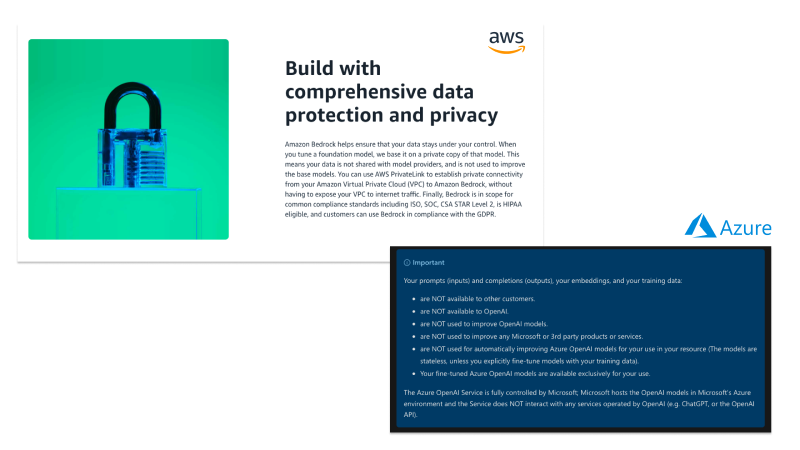 aws
Build with
comprehensive data
protection and privacy
Amazon Bedrock helps ensure that your data stays under your control. When
you tune a foundation model, we base it on a private copy of that model. This
means your data is not shared with model providers, and is not used to improve
the base models. You can use AWS PrivateLink to establish private connectivity
from your Amazon Virtual Private Cloud (VPC) to Amazon Bedrock, without
having to expose your VPC to internet traffic. Finally, Bedrock is in scope for
common compliance standards including ISO, SOC, CSA STAR Level 2, is HIPAA
eligible, and customers can use Bedrock in compliance with the GDPR.
Azure
Important
Your prompts (inputs) and completions (outputs), your embeddings, and your training data:
• are NOT available to other customers.
• are NOT available to OpenAI.
• are NOT used to improve OpenAI models.
• are NOT used to improve any Microsoft or 3rd party products or services.
• are NOT used for automatically improving Azure OpenAI models for your use in your resource (The models are
stateless, unless you explicitly fine-tune models with your training data).
• Your fine-tuned Azure OpenAI models are available exclusively for your use.
The Azure OpenAI Service is fully controlled by Microsoft; Microsoft hosts the OpenAI models in Microsoft's Azure
environment and the Service does NOT interact with any services operated by OpenAI (e.g. ChatGPT, or the OpenAI
API).